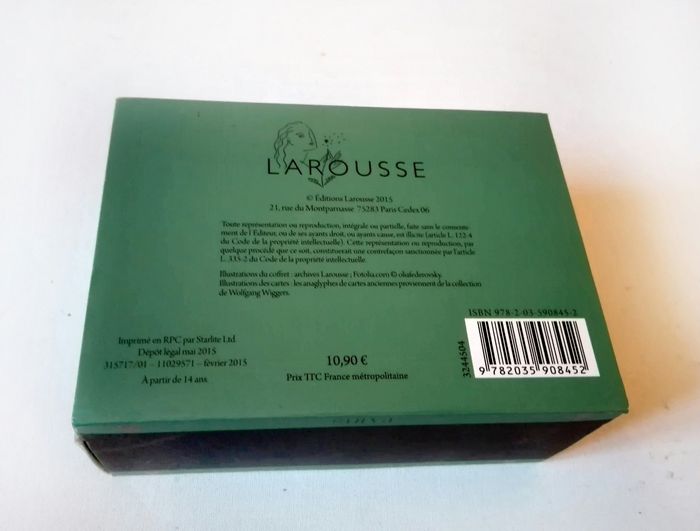 LAROUSSE
© Éditions Larousse 2015
21, rue du Montparnasse 75283 Paris Cedex 06
Toute représentation ou reproduction, intégrale ou partielle, faite sans le consente-
ment de l'Éditeur, ou de ses ayants droit, ou ayants cause, est illicite (article L. 122-4
du Code de la propriété intellectuelle). Cette représentation ou reproduction, par
quelque procédé que ce soit, constituerait une contrefaçon sanctionnée par l'article
L. 335-2 du Code de la propriété intellectuelle.
Illustrations du coffret : archives Larousse ; Fotolia.com ©
Illustrations des cartes : les anaglyphes de cartes anciennes proviennent de la collection
de Wolfgang Wiggers.
Imprimé en RPC par Starlite Ltd.
Dépôt légal mai 2015
315717/01 – 11029571 – février 2015
À partir de 14 ans.
10,90 €
Prix TTC France métropolitaine
3244504
ISBN 978-2-03-590845-2
9 782035 908452